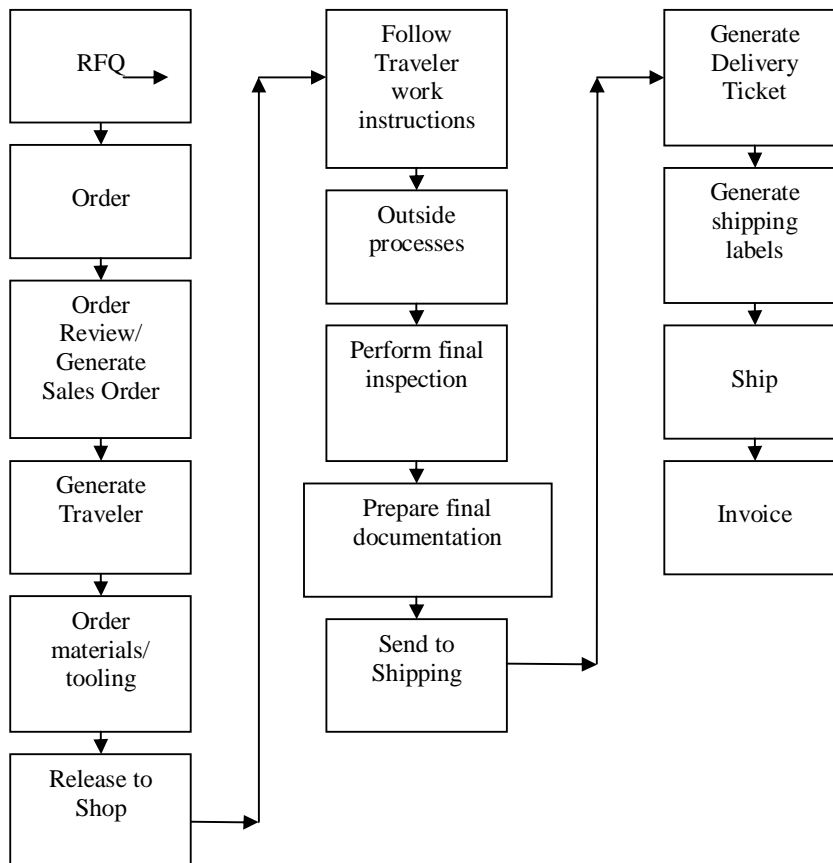 RFQ
Order
Order
Review/
Generate
Sales Order
Generate
Traveler
Order
materials/
tooling
Release to
Shop
Follow
Traveler
work
instructions
Outside
processes
Perform final
inspection
Prepare final
documentation
Send to
Shipping
Generate
Delivery
Ticket
Generate
shipping
labels
Ship
Invoice